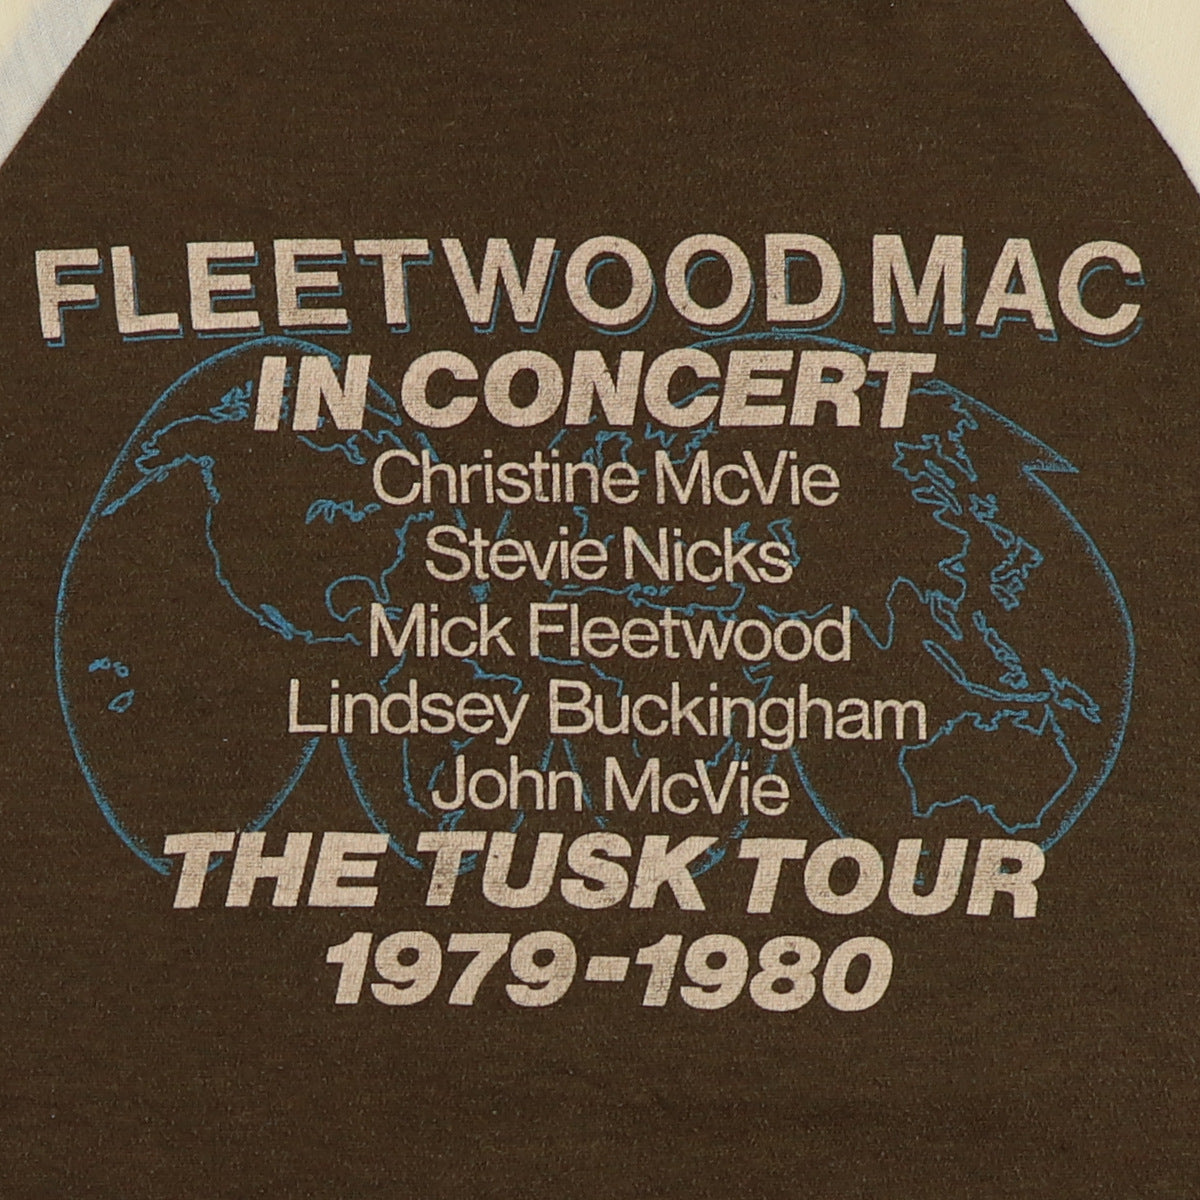 FLEETWOOD MAC
IN CONCERT
Christine McVie
Stevie Nicks
Mick Fleetwood
Lindsey Buckingham
John McVie
THE TUSK TOUR
1979-1980